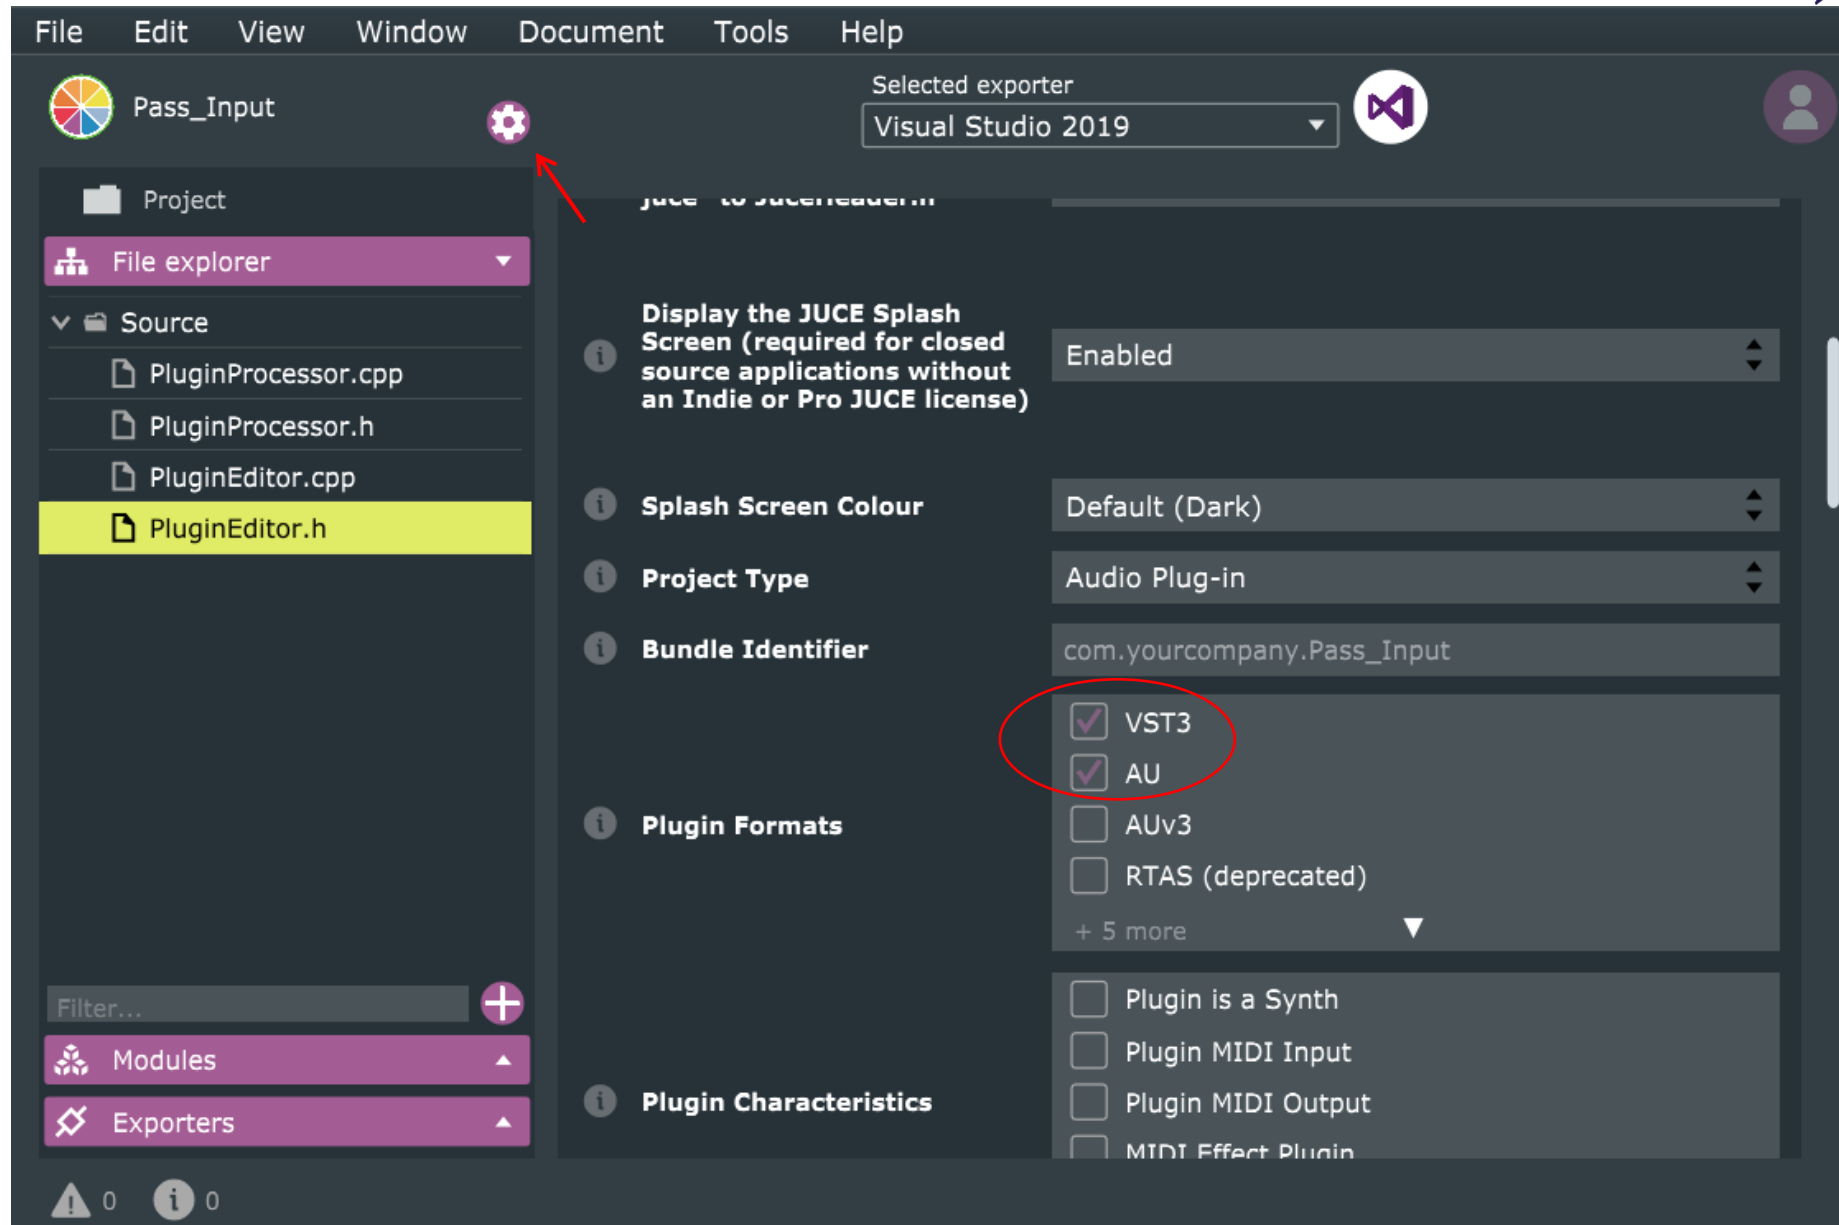 File Edit View Window Document Tools Help
Pass_Input
Selected exporter
Visual Studio 2019
Project
File explorer
Source
PluginProcessor.cpp
PluginProcessor.h
PluginEditor.cpp
PluginEditor.h
Filter...
Modules
Exporters
0 0
juce" to JuceHeader.h
Display the JUCE Splash
Screen (required for closed
source applications without
an Indie or Pro JUCE license)
Enabled
Splash Screen Colour
Default (Dark)
Project Type
Audio Plug-in
Bundle Identifier
com.yourcompany.Pass_Input
Plugin Formats
VST3
AU
AUv3
RTAS (deprecated)
+ 5 more
Plugin Characteristics
Plugin is a Synth
Plugin MIDI Input
Plugin MIDI Output
MIDI Effect Plugin